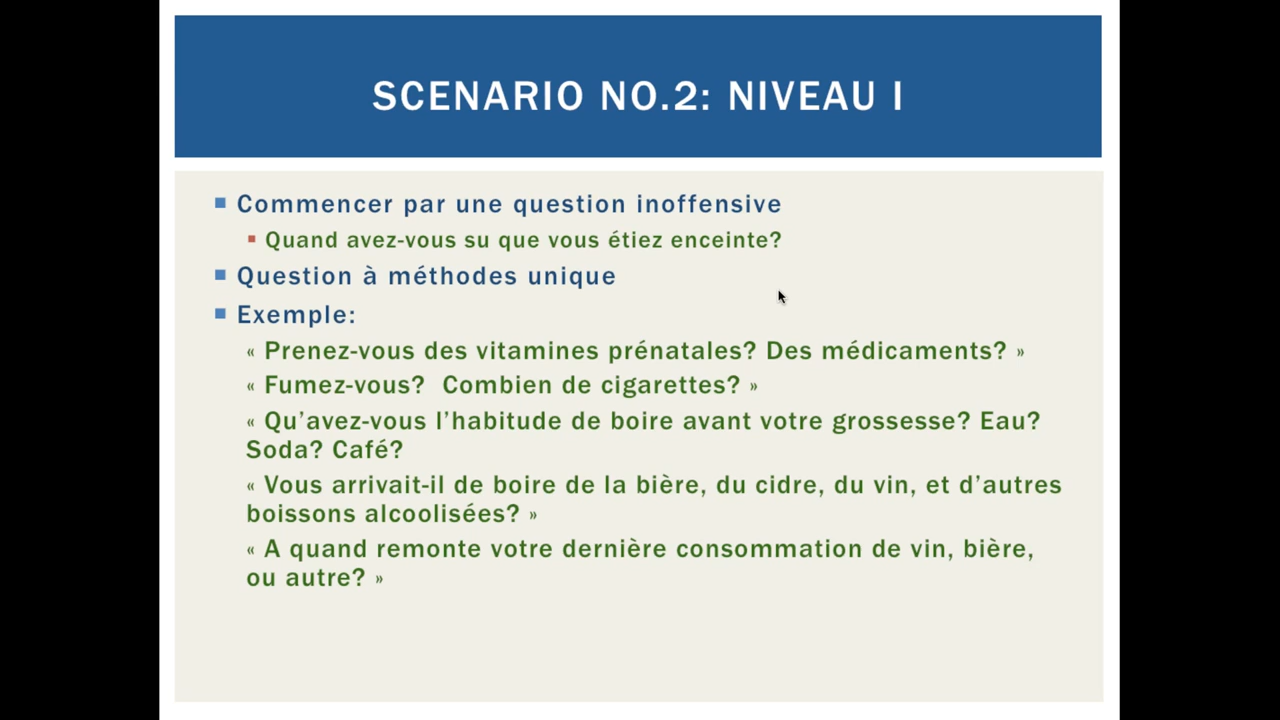 SCENARIO NO.2: NIVEAU I
Commencer par une question inoffensive
Quand avez-vous su que vous étiez enceinte?
Question à méthodes unique
Exemple:
« Prenez-vous des vitamines prénatales? Des médicaments? »
« Fumez-vous?  Combien de cigarettes? »
« Qu’avez-vous l’habitude de boire avant votre grossesse? Eau?
Soda? Café?
« Vous arrivait-il de boire de la bière, du cidre, du vin, et d’autres
boissons alcoolisées? »
« A quand remonte votre dernière consommation de vin, bière,
ou autre? »